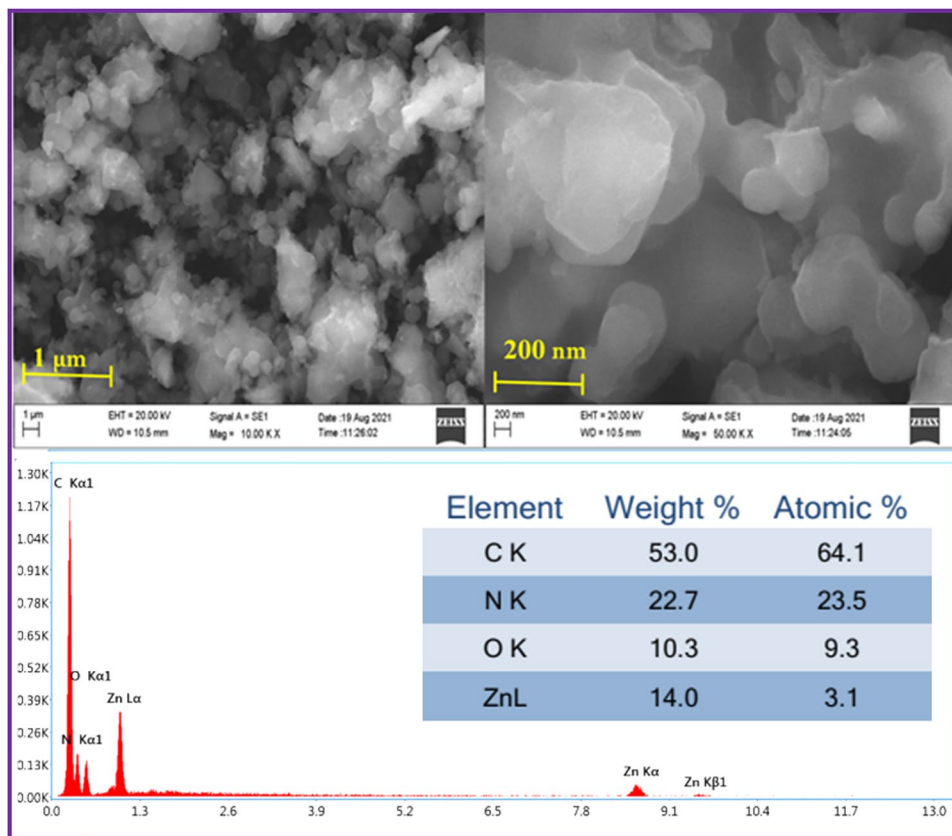 1 µm
200 nm
1 µm
EHT = 20.00 kV
Signal A = SE1
Date :19 Aug 2021
WD = 10.5 mm
Mag = 10.00 K X
Time :11:26:02
ZEISS
200 nm
EHT = 20.00 kV
Signal A = SE1
Date :19 Aug 2021
WD = 10.5 mm
Mag = 50.00 K X
Time :11:24:05
ZEISS
1.30K
1.17K
1.04K
0.91K
0.78K
0.65K
0.52K
0.39K
0.26K
0.13K
0.00K
C Kα1
O Kα1
Zn Lα
N Kα1
Zn Kα
Zn Kβ1
0.0 1.3 2.6 3.9 5.2 6.5 7.8 9.1 10.4 11.7 13.0
Element Weight % Atomic %
C K 53.0 64.1
N K 22.7 23.5
O K 10.3 9.3
ZnL 14.0 3.1